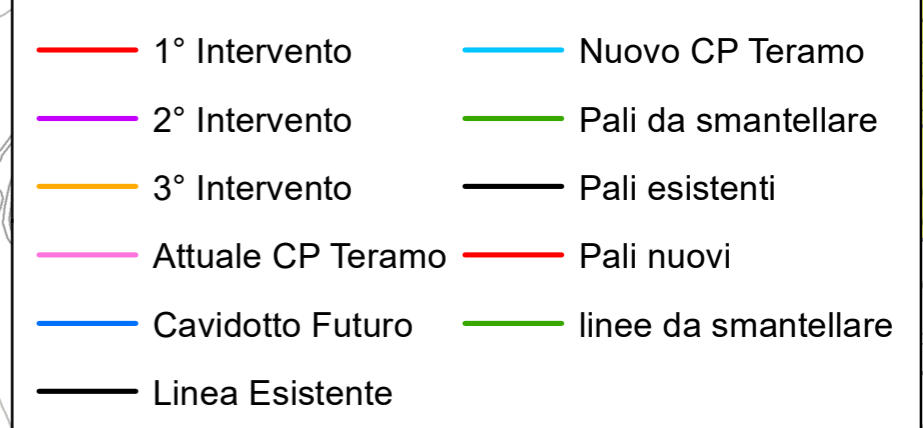 1° Intervento
2° Intervento
3° Intervento
Attuale CP Teramo
Cavidotto Futuro
Linea Esistente
Nuovo CP Teramo
Pali da smantellare
Pali esistenti
Pali nuovi
linee da smantellare